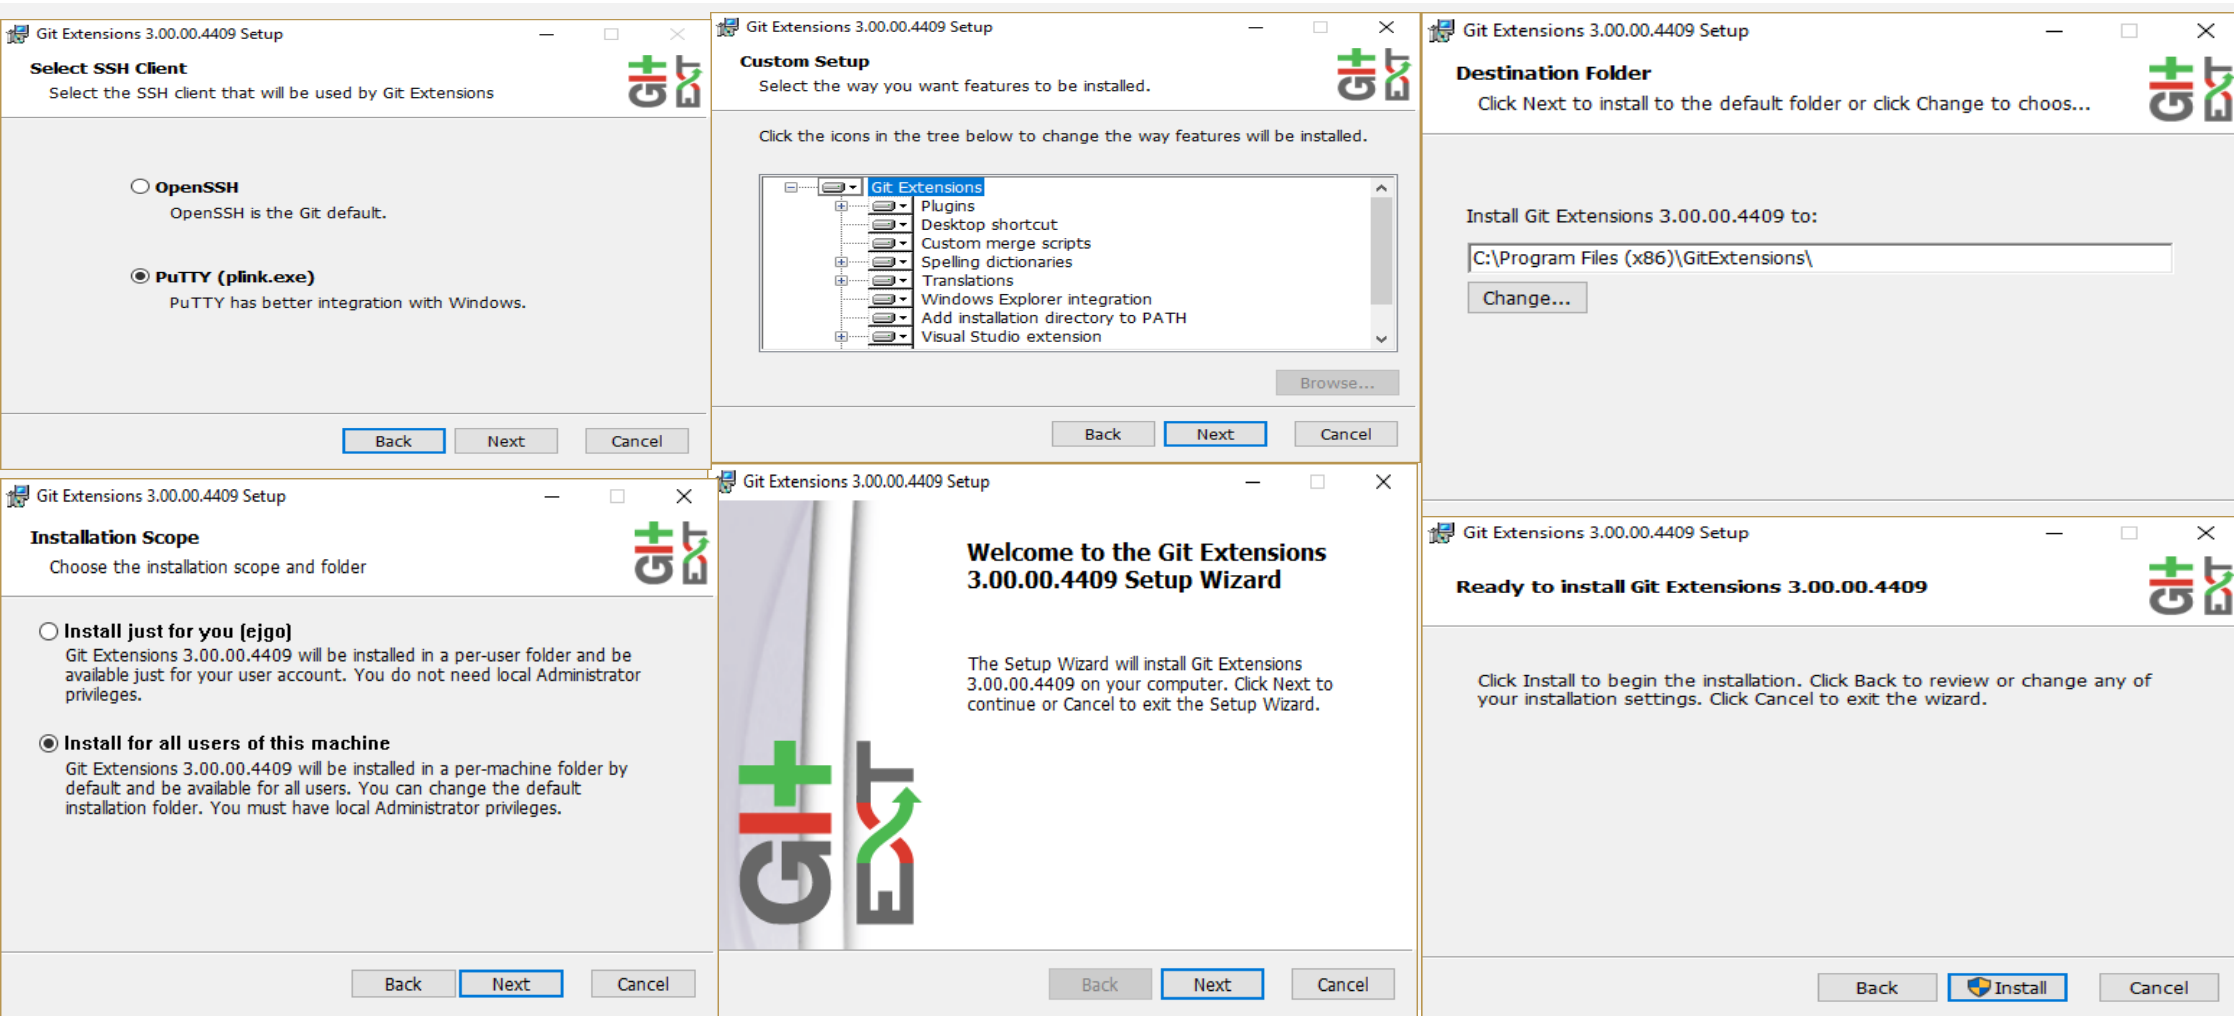 Git Extensions 3.00.00.4409 Setup
Select SSH Client
Select the SSH client that will be used by Git Extensions
GIt
EXT
OpenSSH
OpenSSH is the Git default.
PuTTY (plink.exe)
PuTTY has better integration with Windows.
Back Next Cancel
Git Extensions 3.00.00.4409 Setup
Custom Setup
Select the way you want features to be installed.
GIt
EXT
Click the icons in the tree below to change the way features will be installed.
Git Extensions
Plugins
Desktop shortcut
Custom merge scripts
Spelling dictionaries
Translations
Windows Explorer integration
Add installation directory to PATH
Visual Studio extension
Browse...
Back Next Cancel
Git Extensions 3.00.00.4409 Setup
Destination Folder
Click Next to install to the default folder or click Change to choos...
GIt
EXT
Install Git Extensions 3.00.00.4409 to:
C:\Program Files (x86)\GitExtensions\
Change...
Git Extensions 3.00.00.4409 Setup
Installation Scope
Choose the installation scope and folder
GIt
EXT
Install just for you (ejgo)
Git Extensions 3.00.00.4409 will be installed in a per-user folder and be
available just for your user account. You do not need local Administrator
privileges.
Install for all users of this machine
Git Extensions 3.00.00.4409 will be installed in a per-machine folder by
default and be available for all users. You can change the default
installation folder. You must have local Administrator privileges.
Back Next Cancel
Git Extensions 3.00.00.4409 Setup
Welcome to the Git Extensions
3.00.00.4409 Setup Wizard
The Setup Wizard will install Git Extensions
3.00.00.4409 on your computer. Click Next to
continue or Cancel to exit the Setup Wizard.
GIt
EXT
Back Next Cancel
Git Extensions 3.00.00.4409 Setup
Ready to install Git Extensions 3.00.00.4409
GIt
EXT
Click Install to begin the installation. Click Back to review or change any of
your installation settings. Click Cancel to exit the wizard.
Back Install Cancel